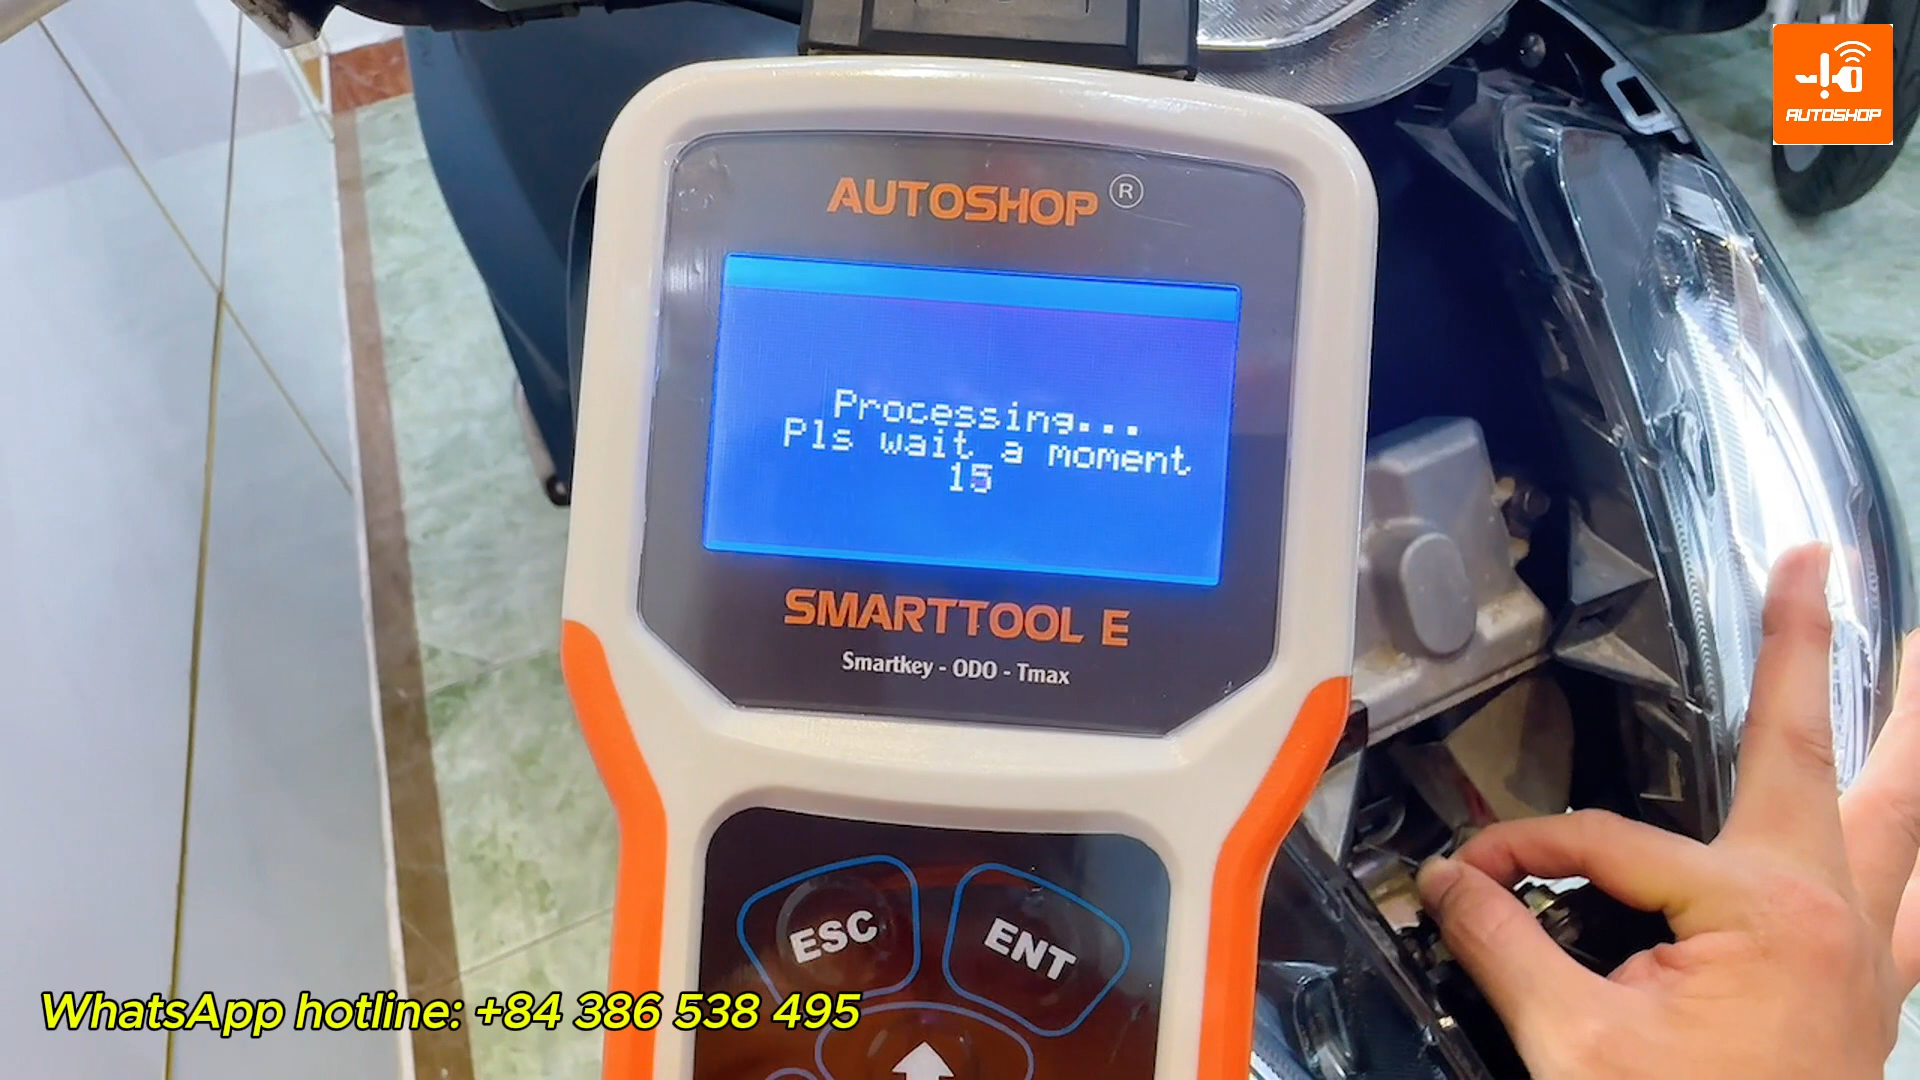 AUTOSHOP
AUTOSHOP ®
Processing...
Pls wait a moment
15
SMARTTOOL E
Smartkey - ODO - Tmax
ESC
ENT
WhatsApp hotline: +84 386 538 495